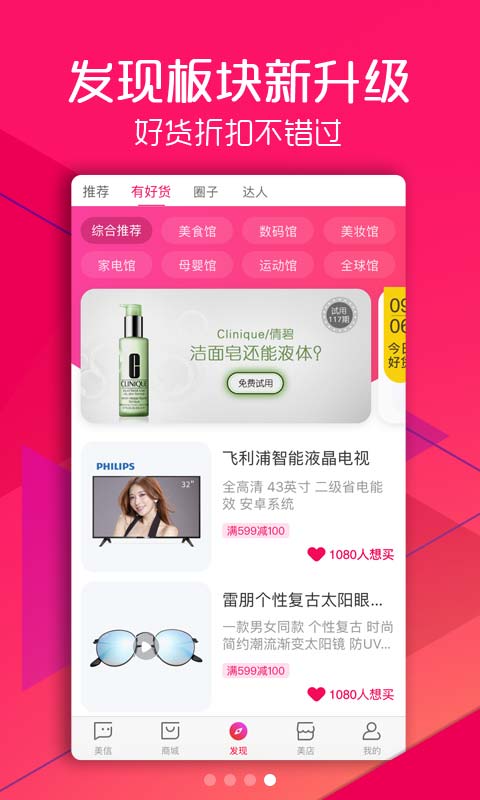 发现板块新升级
好货折扣不错过
推荐 有好货 圈子 达人
综合推荐 美食馆 数码馆 美妆馆
家电馆 母婴馆 运动馆 全球馆
试用
117期
Clinique/倩碧
洁面皂还能液体?
免费试用
CLINIQUE
09
06
今日
好货
PHILIPS
32"
飞利浦智能液晶电视
全高清 43英寸 二级省电能
效 安卓系统
满599减100
1080人想买
雷朋个性复古太阳眼...
一款男女同款 个性复古 时尚
简约潮流渐变太阳镜 防UV...
满599减100
1080人想买
美信 商城 发现 美店 我的